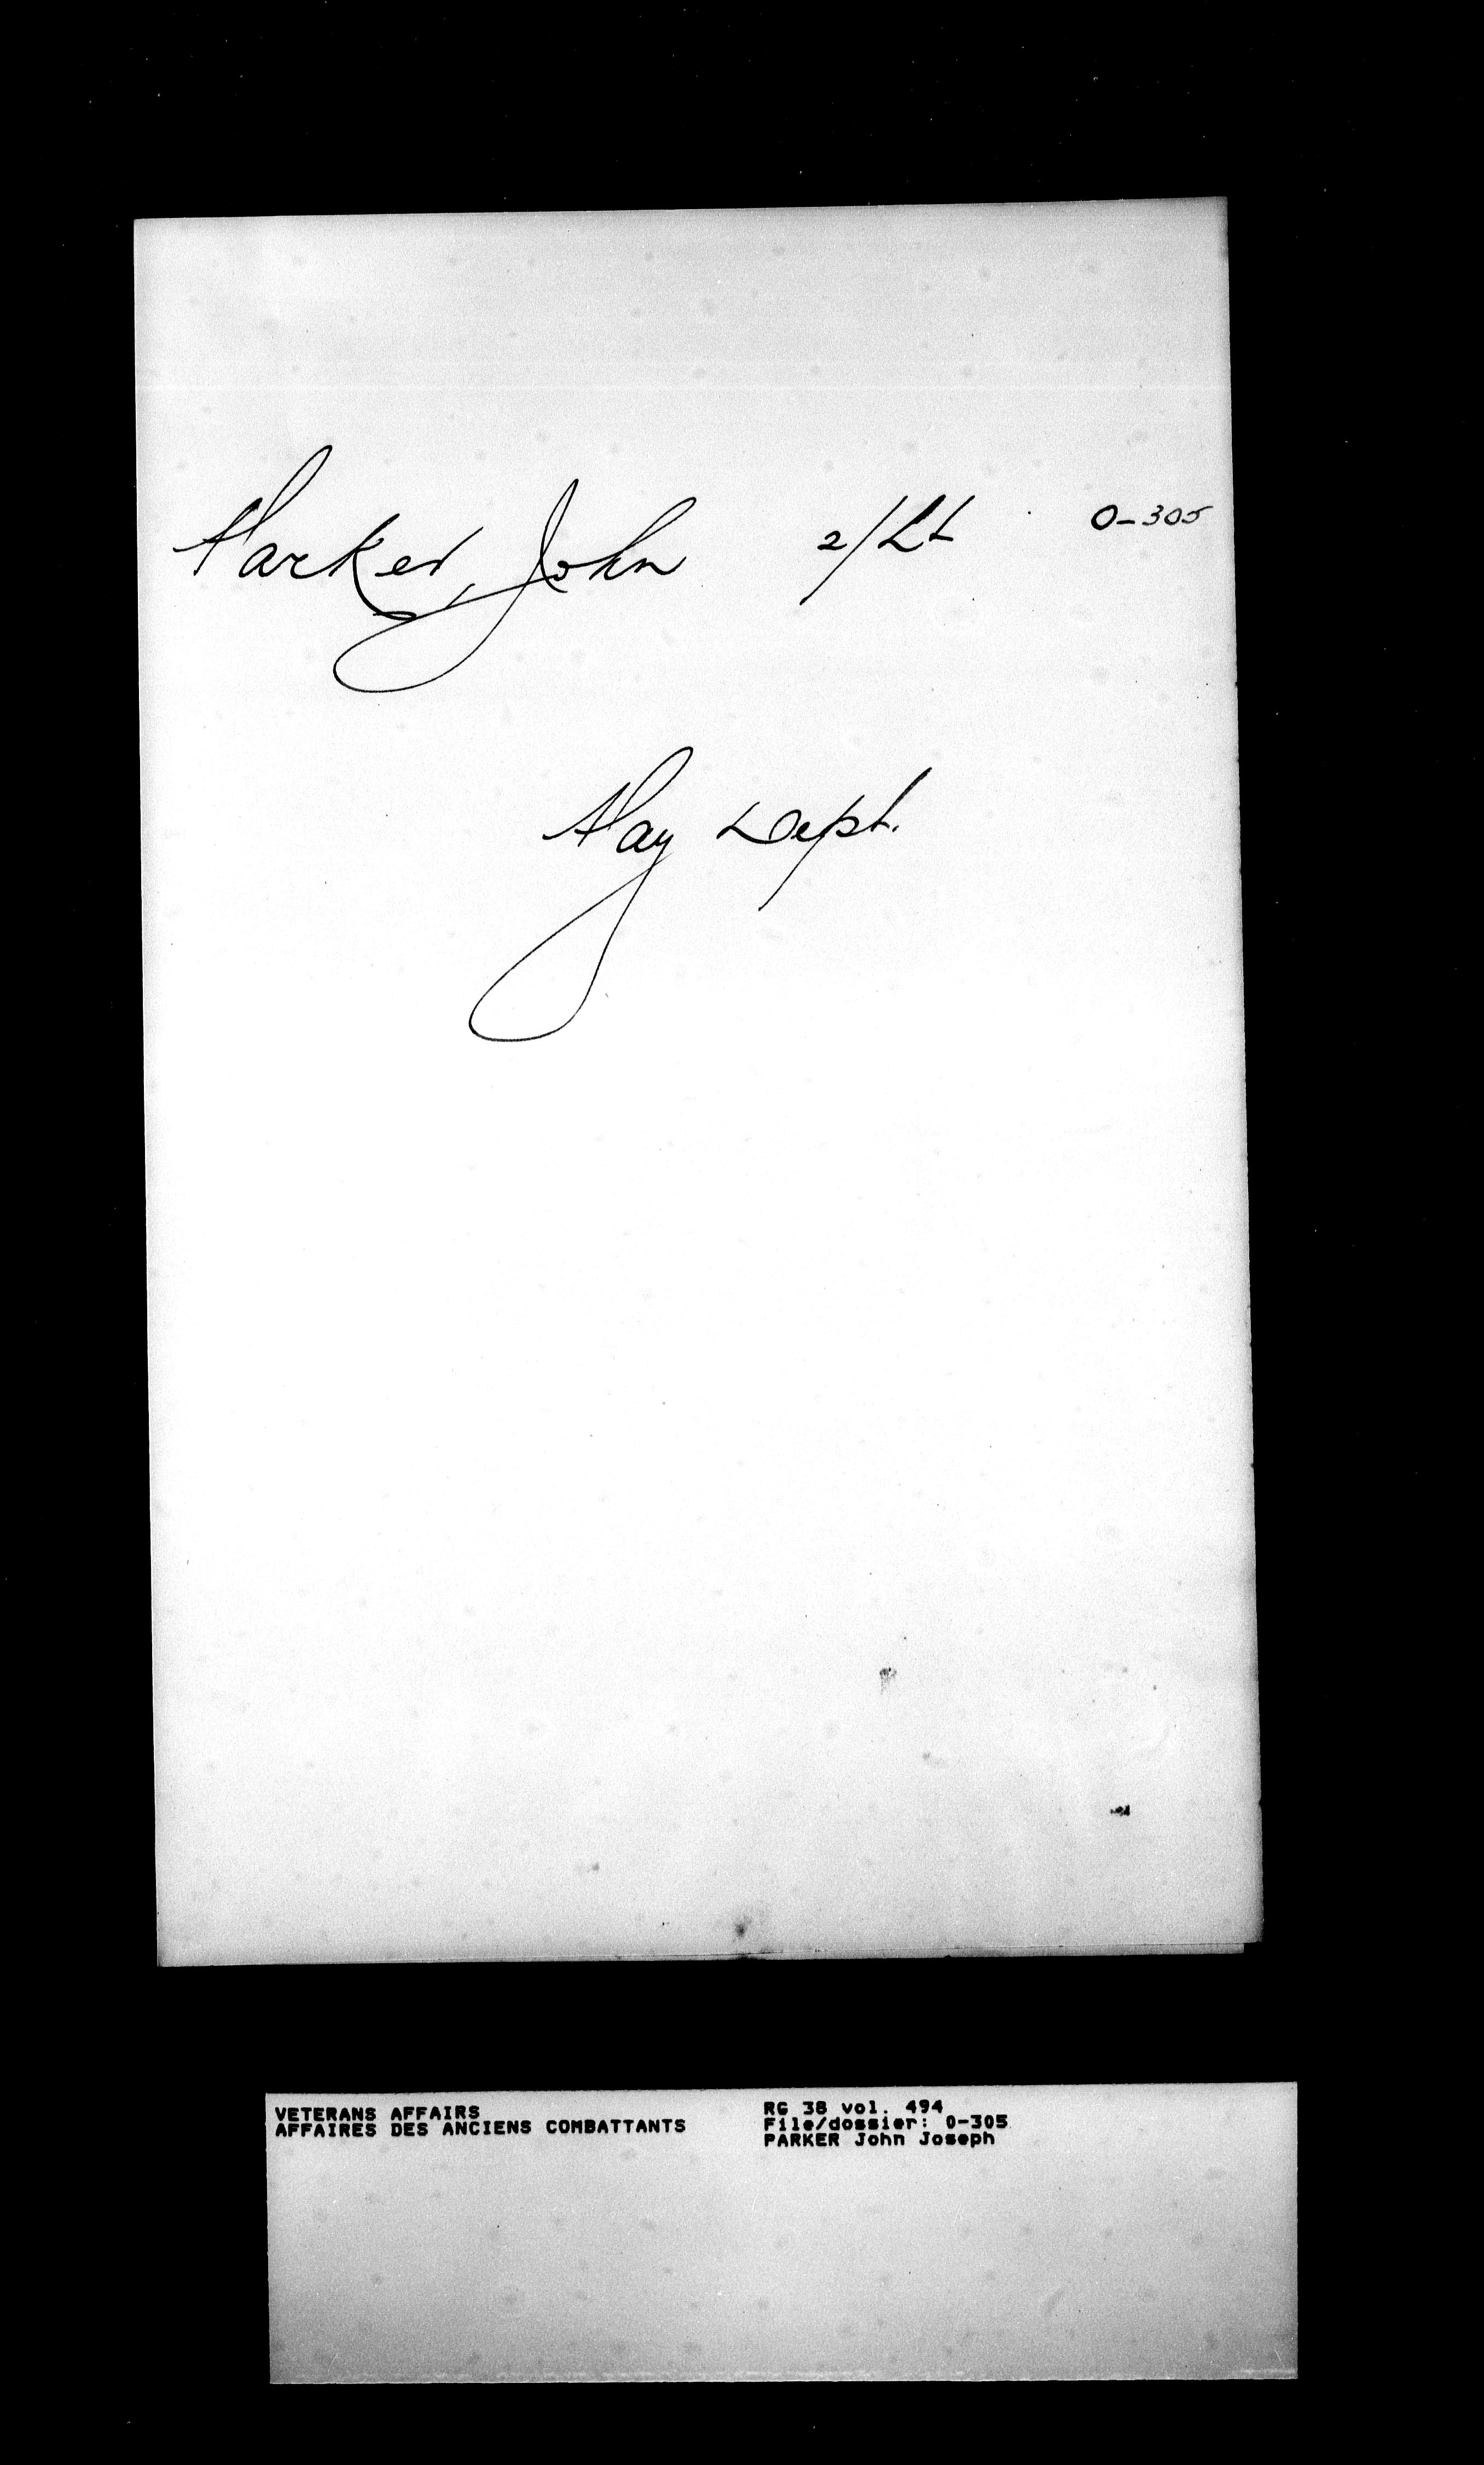 Parker, John 2/Lt 0-305
Pay Dept.
VETERANS AFFAIRS
AFFAIRES DES ANCIENS COMBATTANTS
RG 38 vol. 494
File/dossier: 0-305
PARKER John Joseph